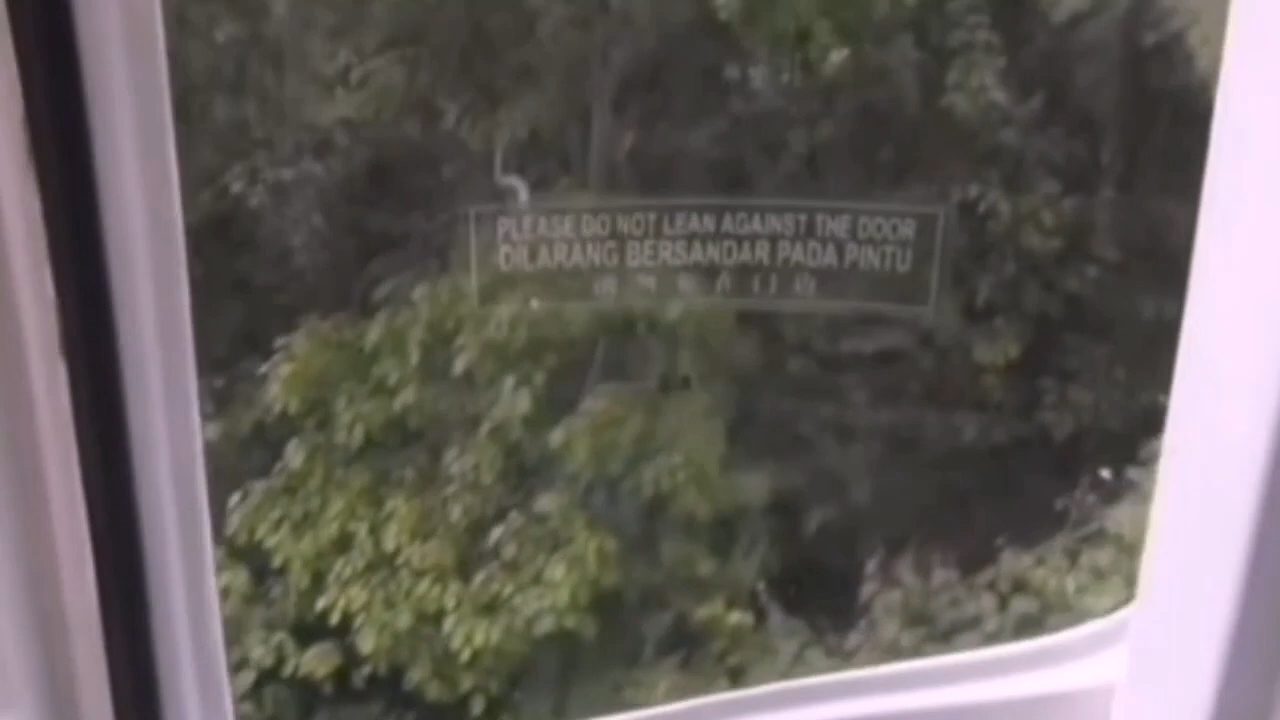 PLEASE DO NOT LEAN AGAINST THE DOOR
DILARANG BERSANDAR PADA PINTU